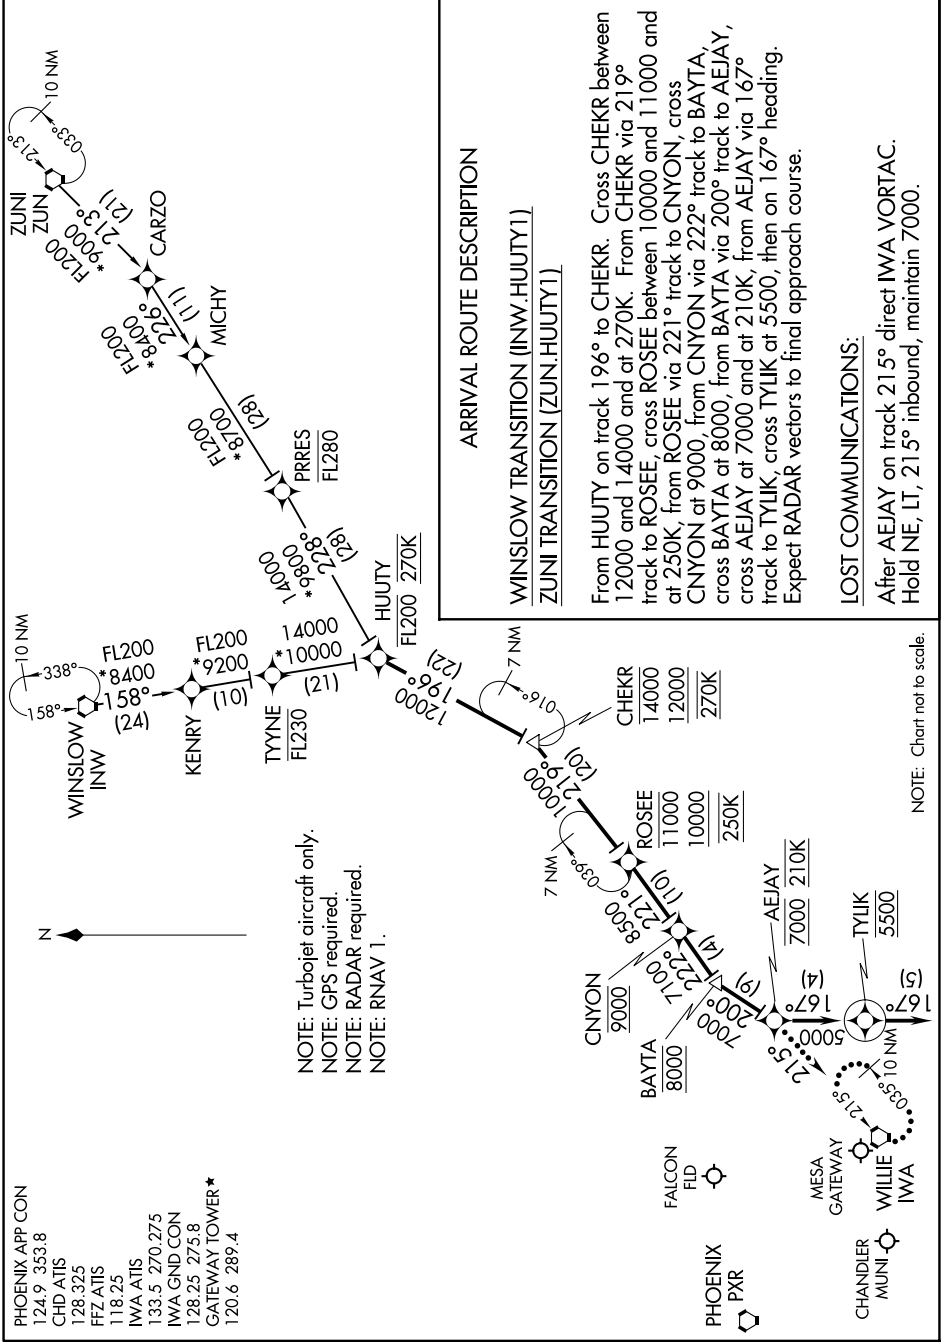 PHOENIX APP CON
124.9 353.8
CHD ATIS
128.325
FFZ ATIS
118.25
IWA ATIS
133.5 270.275
IWA GND CON
128.25 275.8
GATEWAY TOWER★
120.6 289.4
N
NOTE: Turbojet aircraft only.
NOTE: GPS required.
NOTE: RADAR required.
NOTE: RNAV 1.
WINSLOW
INW
158°
338°
10 NM
FL200
*8400
158°
(24)
KENRY
FL200
*9200
(10)
TYYNE
FL230
14000
*10000
(21)
ZUNI
ZUN
213°
033°
10 NM
FL200
*9000
213°
(21)
CARZO
FL200
*8400
226°
(11)
MICHY
FL200
*8700
(28)
PRRES
FL280
14000
*9800
228°
(28)
HUUTY
FL200 270K
12000
196°
(22)
7 NM
016°
CHEKR
14000
12000
270K
10000
219°
(20)
7 NM
039°
ROSEE
11000
10000
250K
8500
221°
(10)
CNYON
9000
7100
222°
(4)
BAYTA
8000
7000
200°
(9)
AEJAY
7000 210K
5000
167°
(4)
TYLIK
5500
167°
(5)
215°
10 NM
215°
035°
FALCON
FLD
MESA
GATEWAY
WILLIE
IWA
PHOENIX
PXR
CHANDLER
MUNI
NOTE: Chart not to scale.
ARRIVAL ROUTE DESCRIPTION
WINSLOW TRANSITION (INW.HUUTY1)
ZUNI TRANSITION (ZUN.HUUTY1)
From HUUTY on track 196° to CHEKR. Cross CHEKR between
12000 and 14000 and at 270K. From CHEKR via 219°
track to ROSEE, cross ROSEE between 10000 and 11000 and
at 250K, from ROSEE via 221° track to CNYON, cross
CNYON at 9000, from CNYON via 222° track to BAYTA,
cross BAYTA at 8000, from BAYTA via 200° track to AEJAY,
cross AEJAY at 7000 and at 210K, from AEJAY via 167°
track to TYLIK, cross TYLIK at 5500, then on 167° heading.
Expect RADAR vectors to final approach course.
LOST COMMUNICATIONS:
After AEJAY on track 215° direct IWA VORTAC.
Hold NE, LT, 215° inbound, maintain 7000.